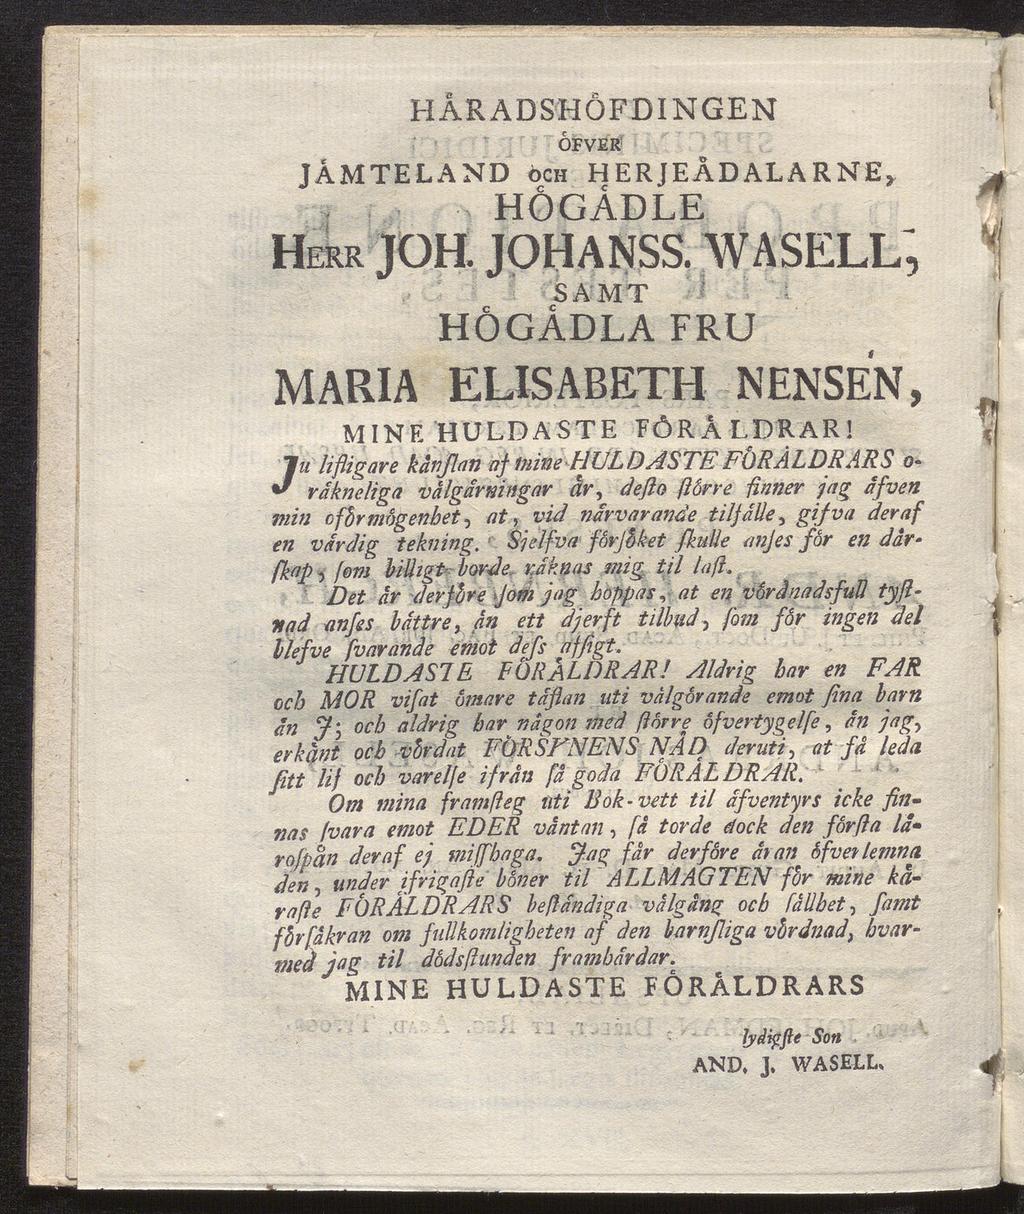 HÅRADSHÖFDINGEN
ÖFVER
JÄMTELAND OCH HERJEÅDALARNE,
HÖGÄDLE
HERR JOH. JOHANSS. WASELL,
SAMT
HÖGÄDLA FRU
MARIA ELISABETH NENSÉN,
MINE HULDASTE FÖRÄLDRAR!
Ju lifligare känſlan af mine HULDASTE FÖRÄLDRARS o-
räkneliga välgärningar är, deſto ſtörre finner jag äfven
min oförmögenhet, at, vid närvarande tilfälle, gifva deraf
en värdig tekning. Sjelfva förſöket ſkulle anſes för en där-
ſkap, ſom billigt borde räknas mig til laſt.
Det är derföre ſom jag hoppas, at en vördnadsfull tyſt-
nad anſes bättre, än ett djerft tilbud, ſom för ingen del
blefve ſvarande emot deſs affigt.
HULDASTE FÖRÄLDRAR! Aldrig har en FAR
och MOR viſat ömare täflan uti välgörande emot ſina barn
än J; och aldrig har någon med ſtörre öfvertygelſe, än jag,
erkänt och vördat FÖRSYNENS NÅD deruti, at få leda
ſitt lif och varelſe ifrån ſå goda FÖRÄLDRAR.
Om mina framſteg uti Bok-vett til äfventyrs icke fin-
nas ſvara emot EDER väntan, ſå torde dock den förſta lä-
roſpån deraf ej miſſhaga. Jag får derföre äran öfverlemna
den, under ifrigaſte böner til ALLMAGTEN för mine kä-
raſte FÖRÄLDRARS beſtändiga välgång och ſällhet, ſamt
förſäkran om fullkomligheten af den barnſliga vördnad, hvar-
med jag til dödsſtunden framhärdar.
MINE HULDASTE FÖRÄLDRARS
lydigſte Son
AND. J. WASELL.